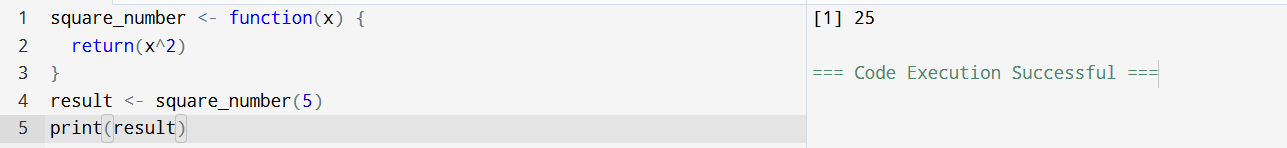 1 square_number <- function(x) {
2   return(x^2)
3 }
4 result <- square_number(5)
5 print(result)
[1] 25
=== Code Execution Successful ===